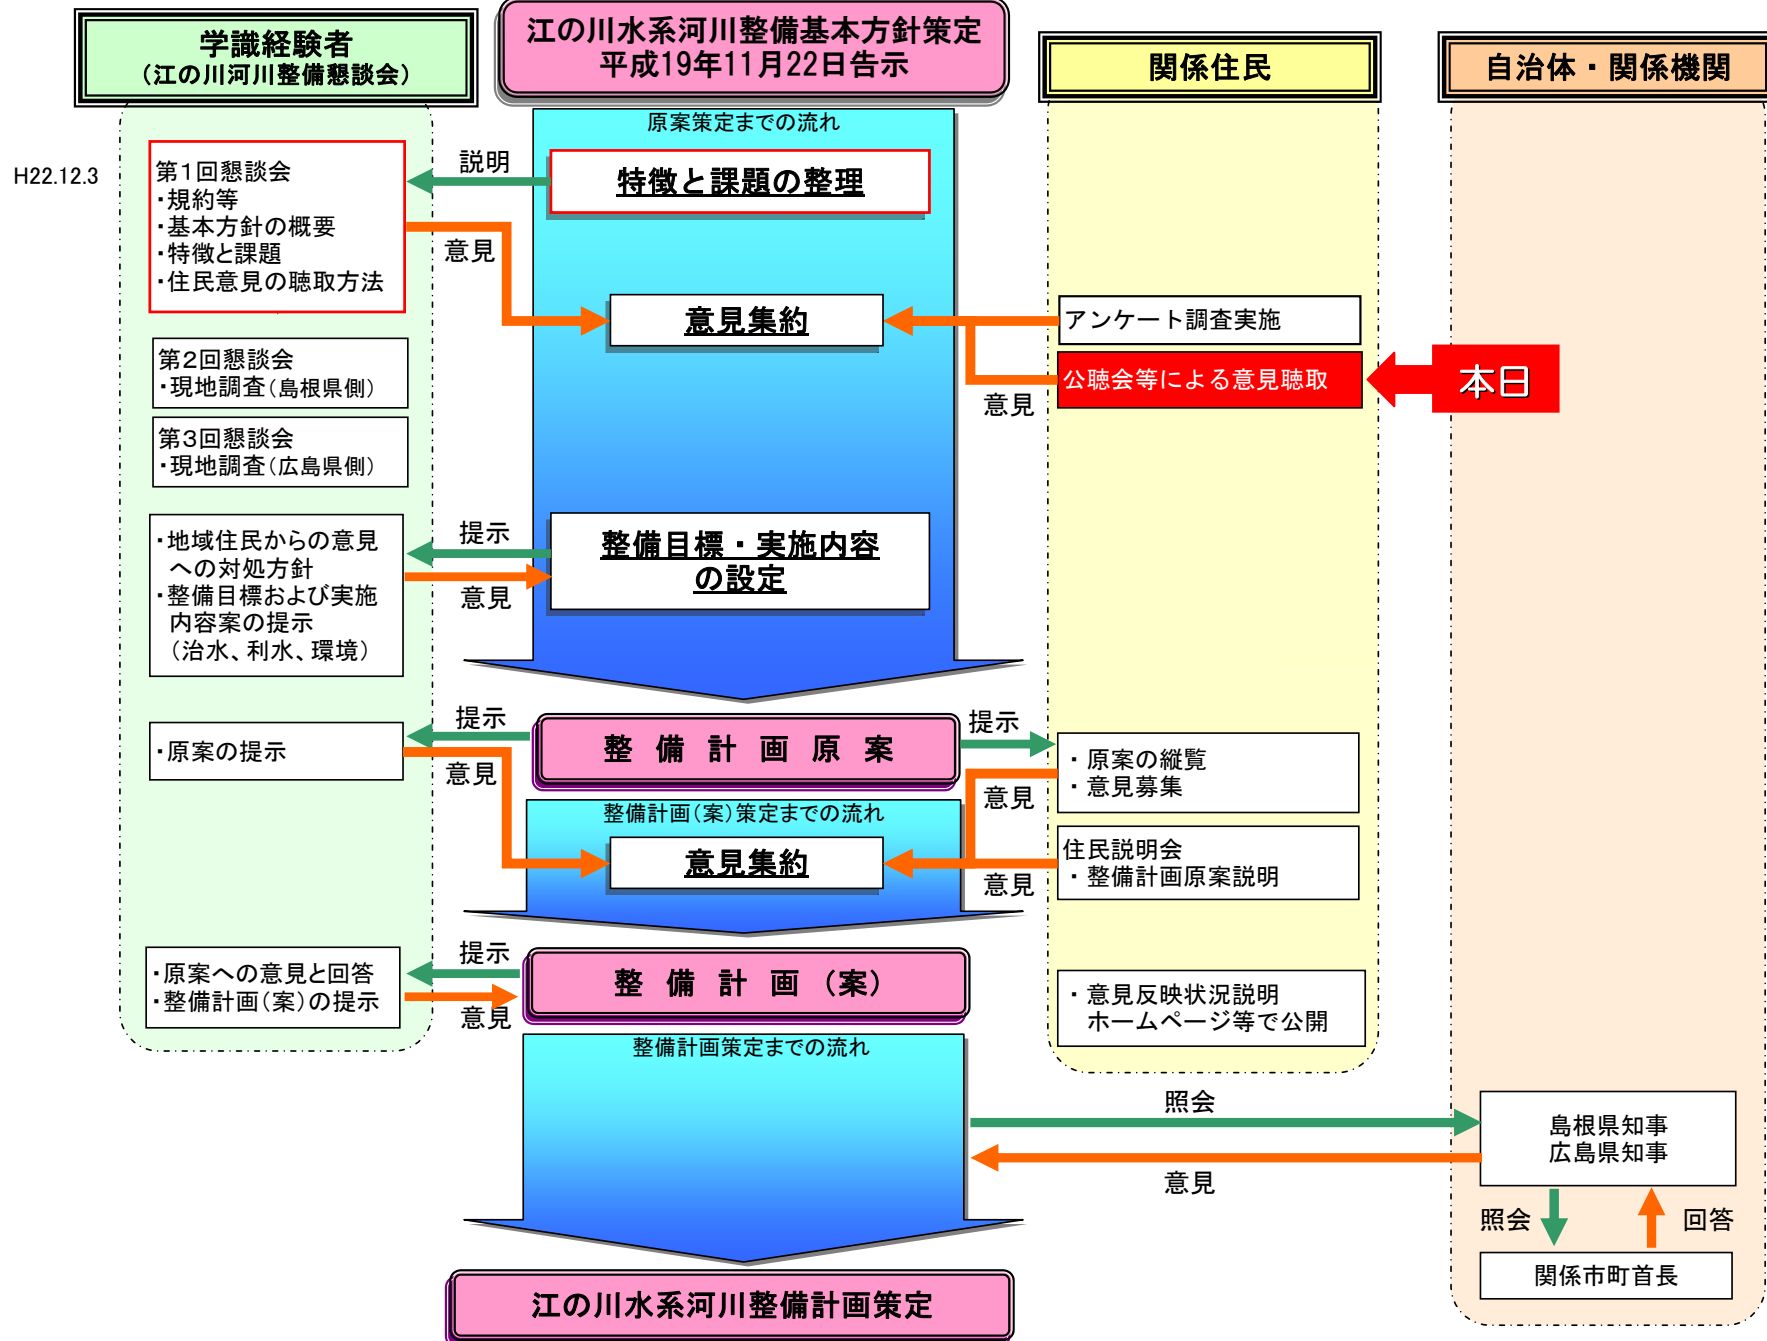 江の川水系河川整備基本方針策定
平成19年11月22日告示
学識経験者
（江の川河川整備懇談会）
関係住民
自治体・関係機関
原案策定までの流れ
H22.12.3
第1回懇談会
・規約等
・基本方針の概要
・特徴と課題
・住民意見の聴取方法
説明
特徴と課題の整理
意見
意見集約
アンケート調査実施
公聴会等による意見聴取
本日
意見
第2回懇談会
・現地調査（島根県側）
第3回懇談会
・現地調査（広島県側）
・地域住民からの意見
への対処方針
・整備目標および実施
内容案の提示
（治水、利水、環境）
提示
意見
整備目標・実施内容
の設定
・原案の提示
提示
意見
整備計画原案
提示
・原案の縦覧
・意見募集
意見
整備計画（案）策定までの流れ
意見集約
住民説明会
・整備計画原案説明
意見
・原案への意見と回答
・整備計画（案）の提示
提示
意見
整備計画（案）
・意見反映状況説明
ホームページ等で公開
整備計画策定までの流れ
照会
意見
島根県知事
広島県知事
照会
回答
関係市町首長
江の川水系河川整備計画策定